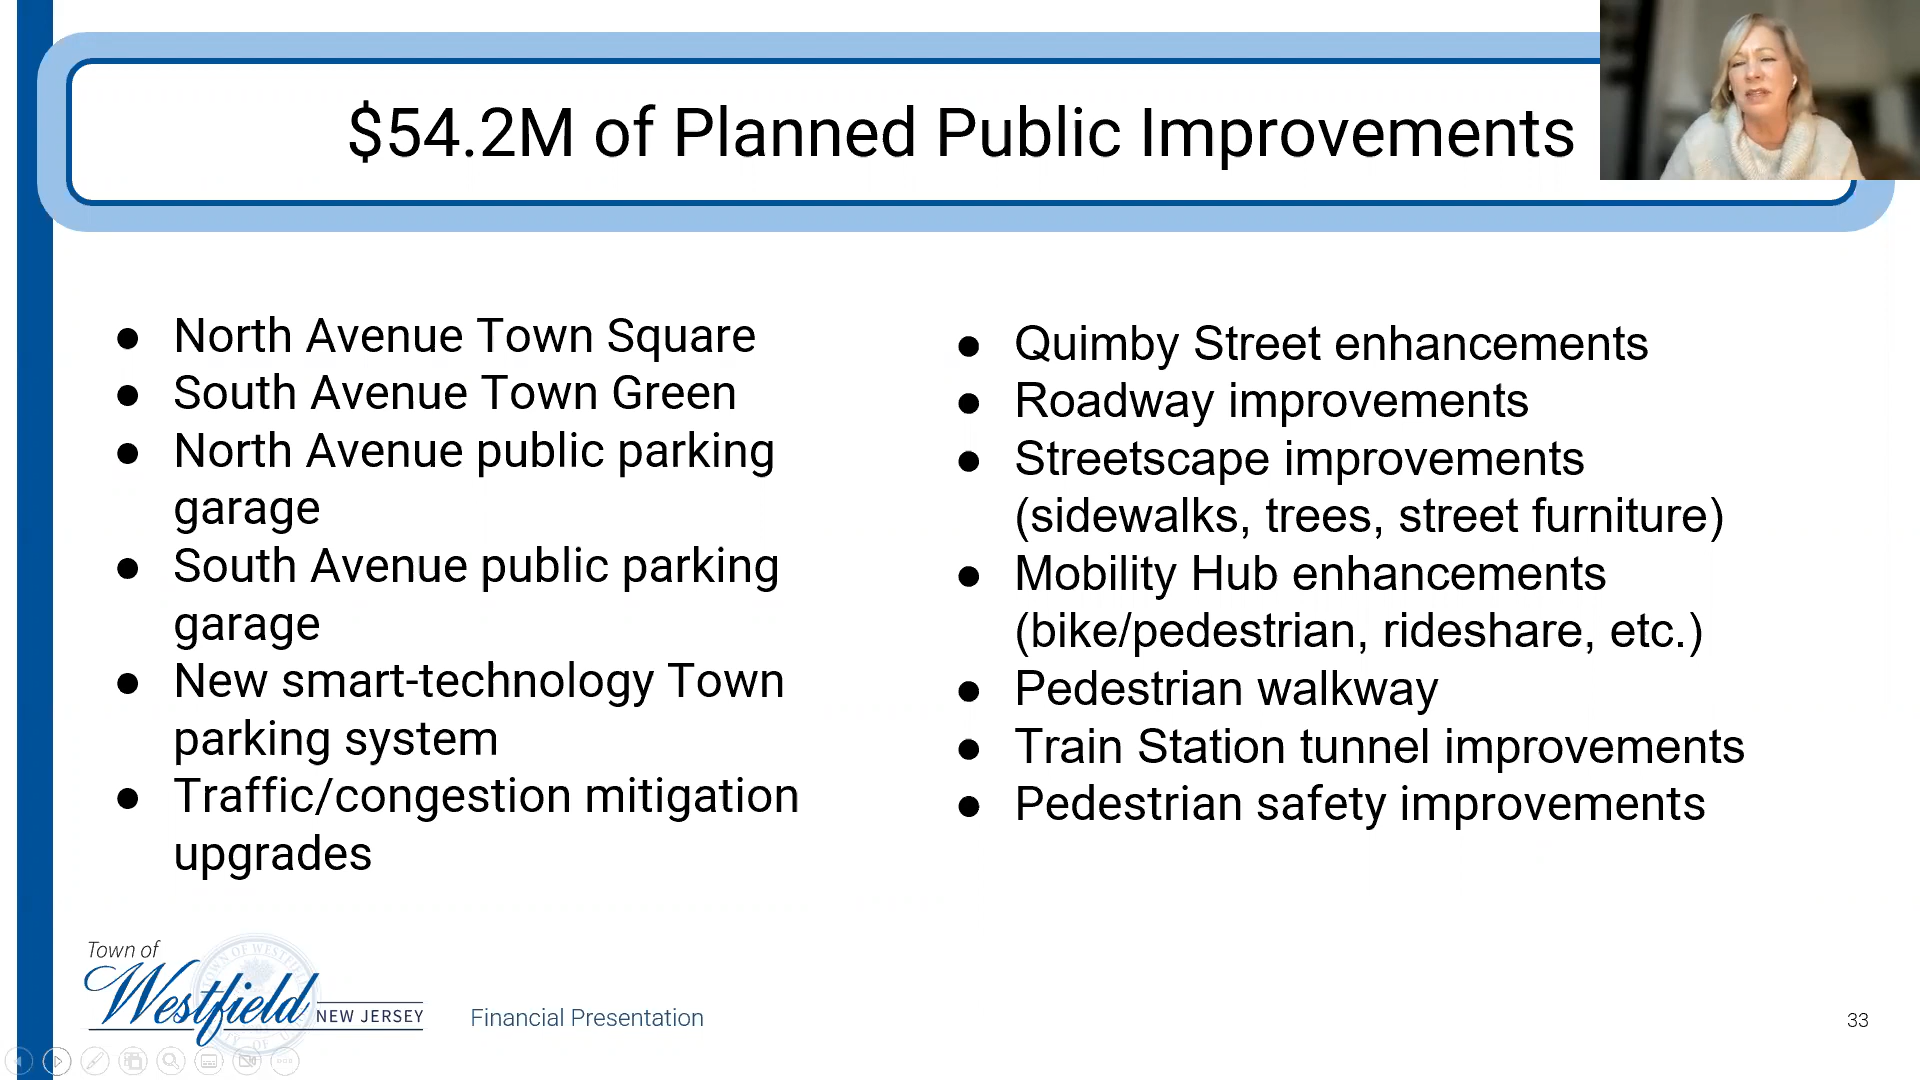 $54.2M of Planned Public Improvements
● North Avenue Town Square
● South Avenue Town Green
● North Avenue public parking
garage
● South Avenue public parking
garage
● New smart-technology Town
parking system
● Traffic/congestion mitigation
upgrades
● Quimby Street enhancements
● Roadway improvements
● Streetscape improvements
(sidewalks, trees, street furniture)
● Mobility Hub enhancements
(bike/pedestrian, rideshare, etc.)
● Pedestrian walkway
● Train Station tunnel improvements
● Pedestrian safety improvements
Town of
Westfield
NEW JERSEY
Financial Presentation
33